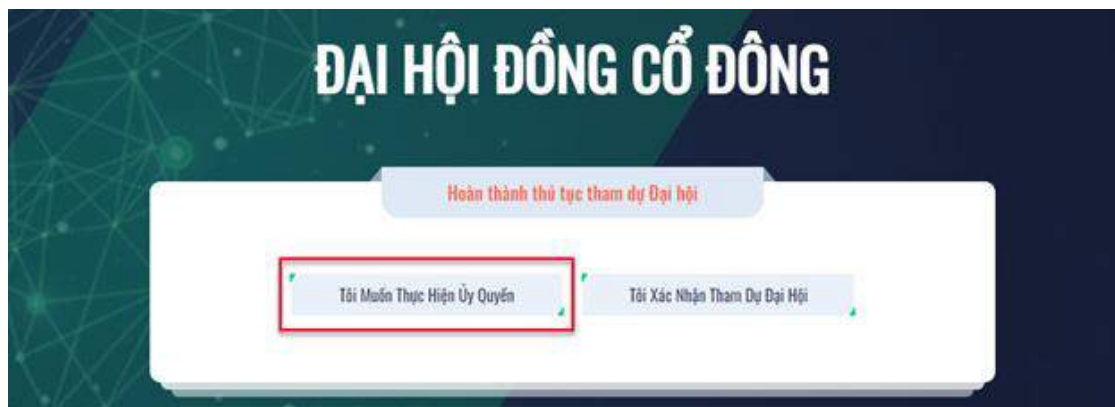 ĐẠI HỘI ĐỒNG CỔ ĐÔNG
Hoàn thành thủ tục tham dự Đại hội
Tôi Muốn Thực Hiện Ủy Quyền
Tôi Xác Nhận Tham Dự Đại Hội